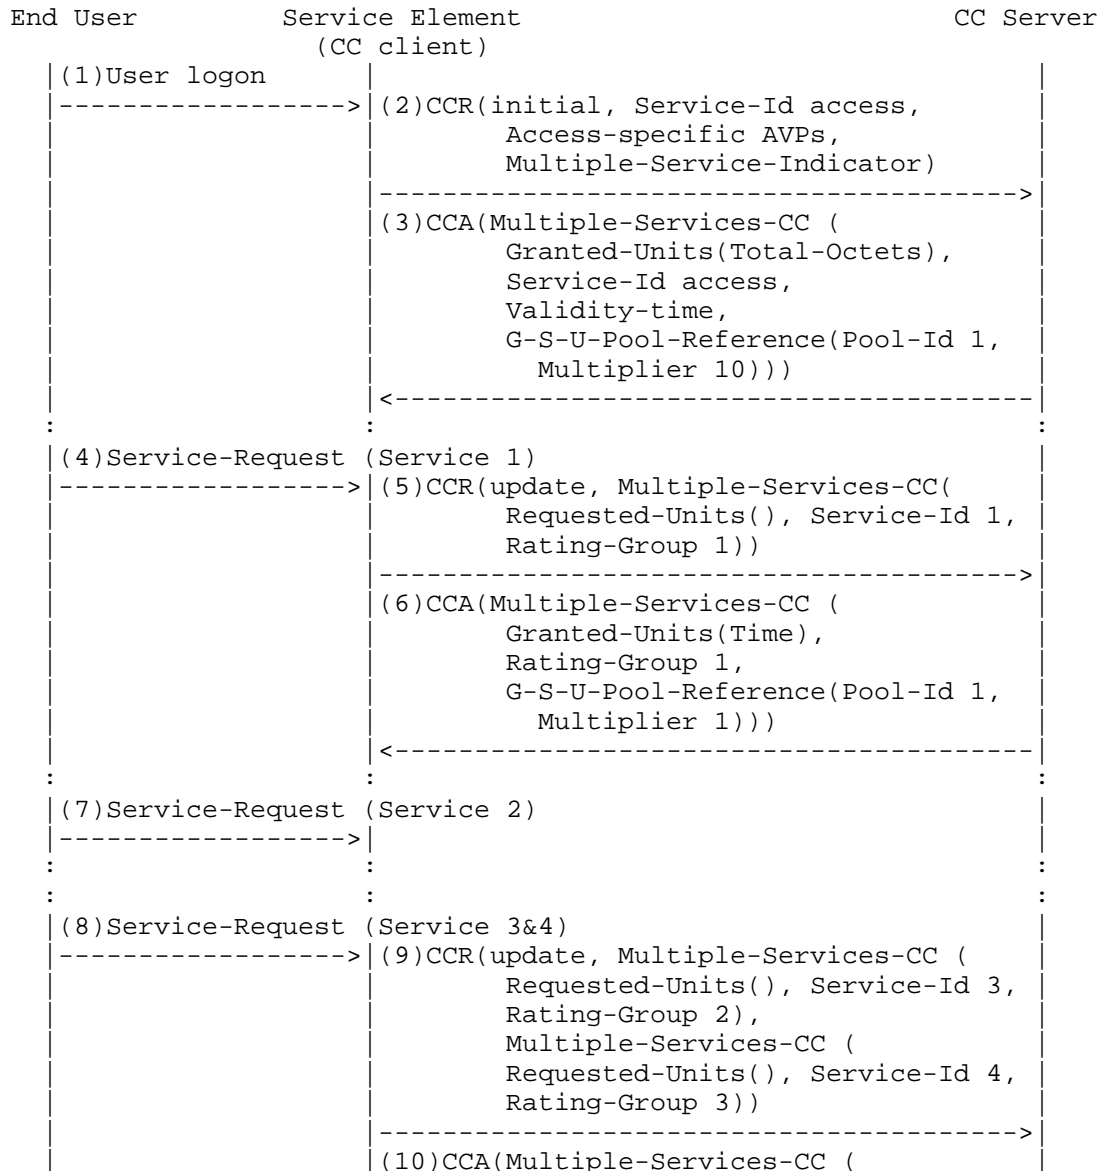 End User         Service Element                           CC Server
                   (CC client)
  |(1)User logon      |                                         |
  |------------------>|(2)CCR(initial, Service-Id access,       |
  |                   |        Access-specific AVPs,            |
  |                   |        Multiple-Service-Indicator)      |
  |                   |---------------------------------------->|
  |                   |(3)CCA(Multiple-Services-CC (            |
  |                   |        Granted-Units(Total-Octets),     |
  |                   |        Service-Id access,               |
  |                   |        Validity-time,                   |
  |                   |        G-S-U-Pool-Reference(Pool-Id 1,  |
  |                   |          Multiplier 10)))               |
  |                   |<----------------------------------------|
  :                   :                                         :
  |(4)Service-Request (Service 1)                               |
  |------------------>|(5)CCR(update, Multiple-Services-CC(     |
  |                   |        Requested-Units(), Service-Id 1, |
  |                   |        Rating-Group 1))                 |
  |                   |---------------------------------------->|
  |                   |(6)CCA(Multiple-Services-CC (            |
  |                   |        Granted-Units(Time),             |
  |                   |        Rating-Group 1,                  |
  |                   |        G-S-U-Pool-Reference(Pool-Id 1,  |
  |                   |          Multiplier 1)))                |
  |                   |<----------------------------------------|
  :                   :                                         :
  |(7)Service-Request (Service 2)                               |
  |------------------>|                                         |
  :                   :                                         :
  :                   :                                         :
  |(8)Service-Request (Service 3&4)                             |
  |------------------>|(9)CCR(update, Multiple-Services-CC (    |
  |                   |        Requested-Units(), Service-Id 3, |
  |                   |        Rating-Group 2),                 |
  |                   |        Multiple-Services-CC (           |
  |                   |        Requested-Units(), Service-Id 4, |
  |                   |        Rating-Group 3))                 |
  |                   |---------------------------------------->|
  |                   |(10)CCA(Multiple-Services-CC (           |